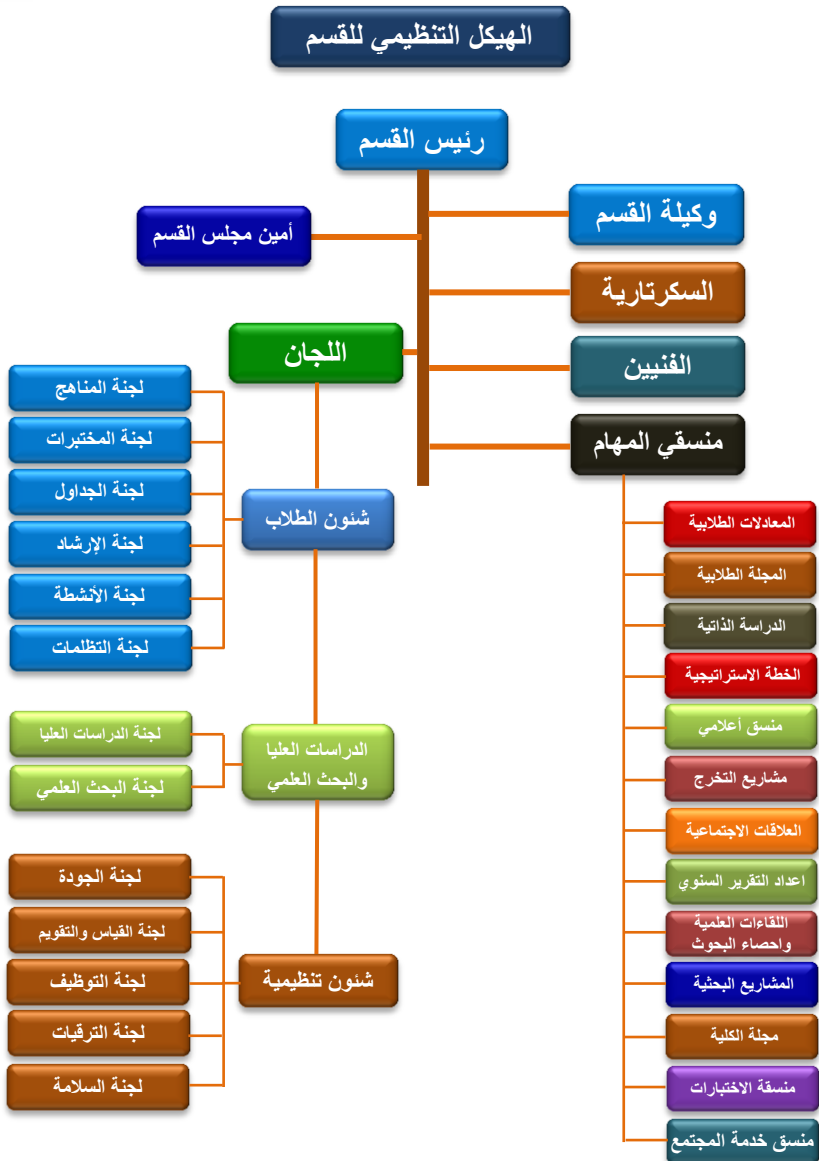 الهيكل التنظيمي للقسم
رئيس القسم
وكيلة القسم
أمين مجلس القسم
السكرتارية
اللجان
الفنيين
منسقي المهام
المعادلات الطلابية
المجلة الطلابية
الدراسة الذاتية
الخطة الاستراتيجية
منسق أعلامي
مشاريع التخرج
العلاقات الاجتماعية
اعداد التقرير السنوي
اللقاءات العلمية
واحصاء البحوث
المشاريع البحثية
مجلة الكلية
منسقة الاختبارات
منسق خدمة المجتمع
شئون الطلاب
لجنة المناهج
لجنة المختبرات
لجنة الجداول
لجنة الإرشاد
لجنة الأنشطة
لجنة التظلمات
الدراسات العليا
والبحث العلمي
لجنة الدراسات العليا
لجنة البحث العلمي
شئون تنظيمية
لجنة الجودة
لجنة القياس والتقويم
لجنة التوظيف
لجنة الترقيات
لجنة السلامة